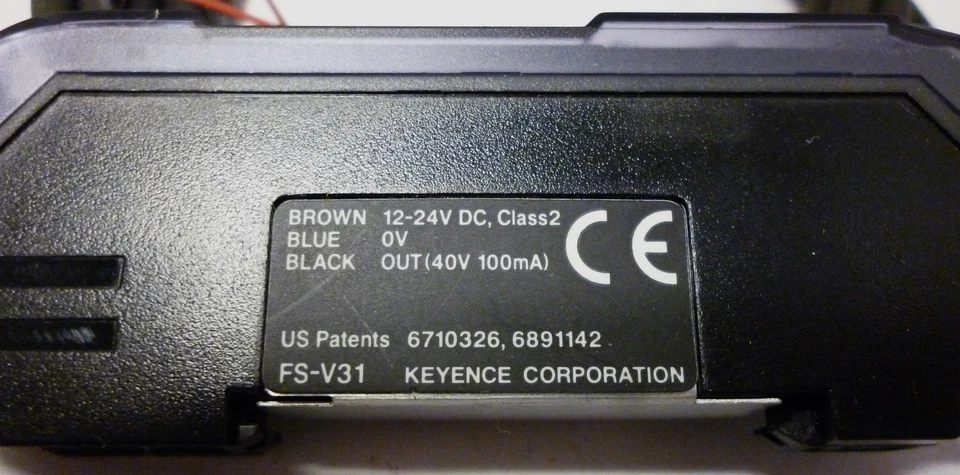 BROWN 12-24V DC, Class2
BLUE 0V
BLACK OUT(40V 100mA)
CE
US Patents 6710326, 6891142
FS-V31 KEYENCE CORPORATION